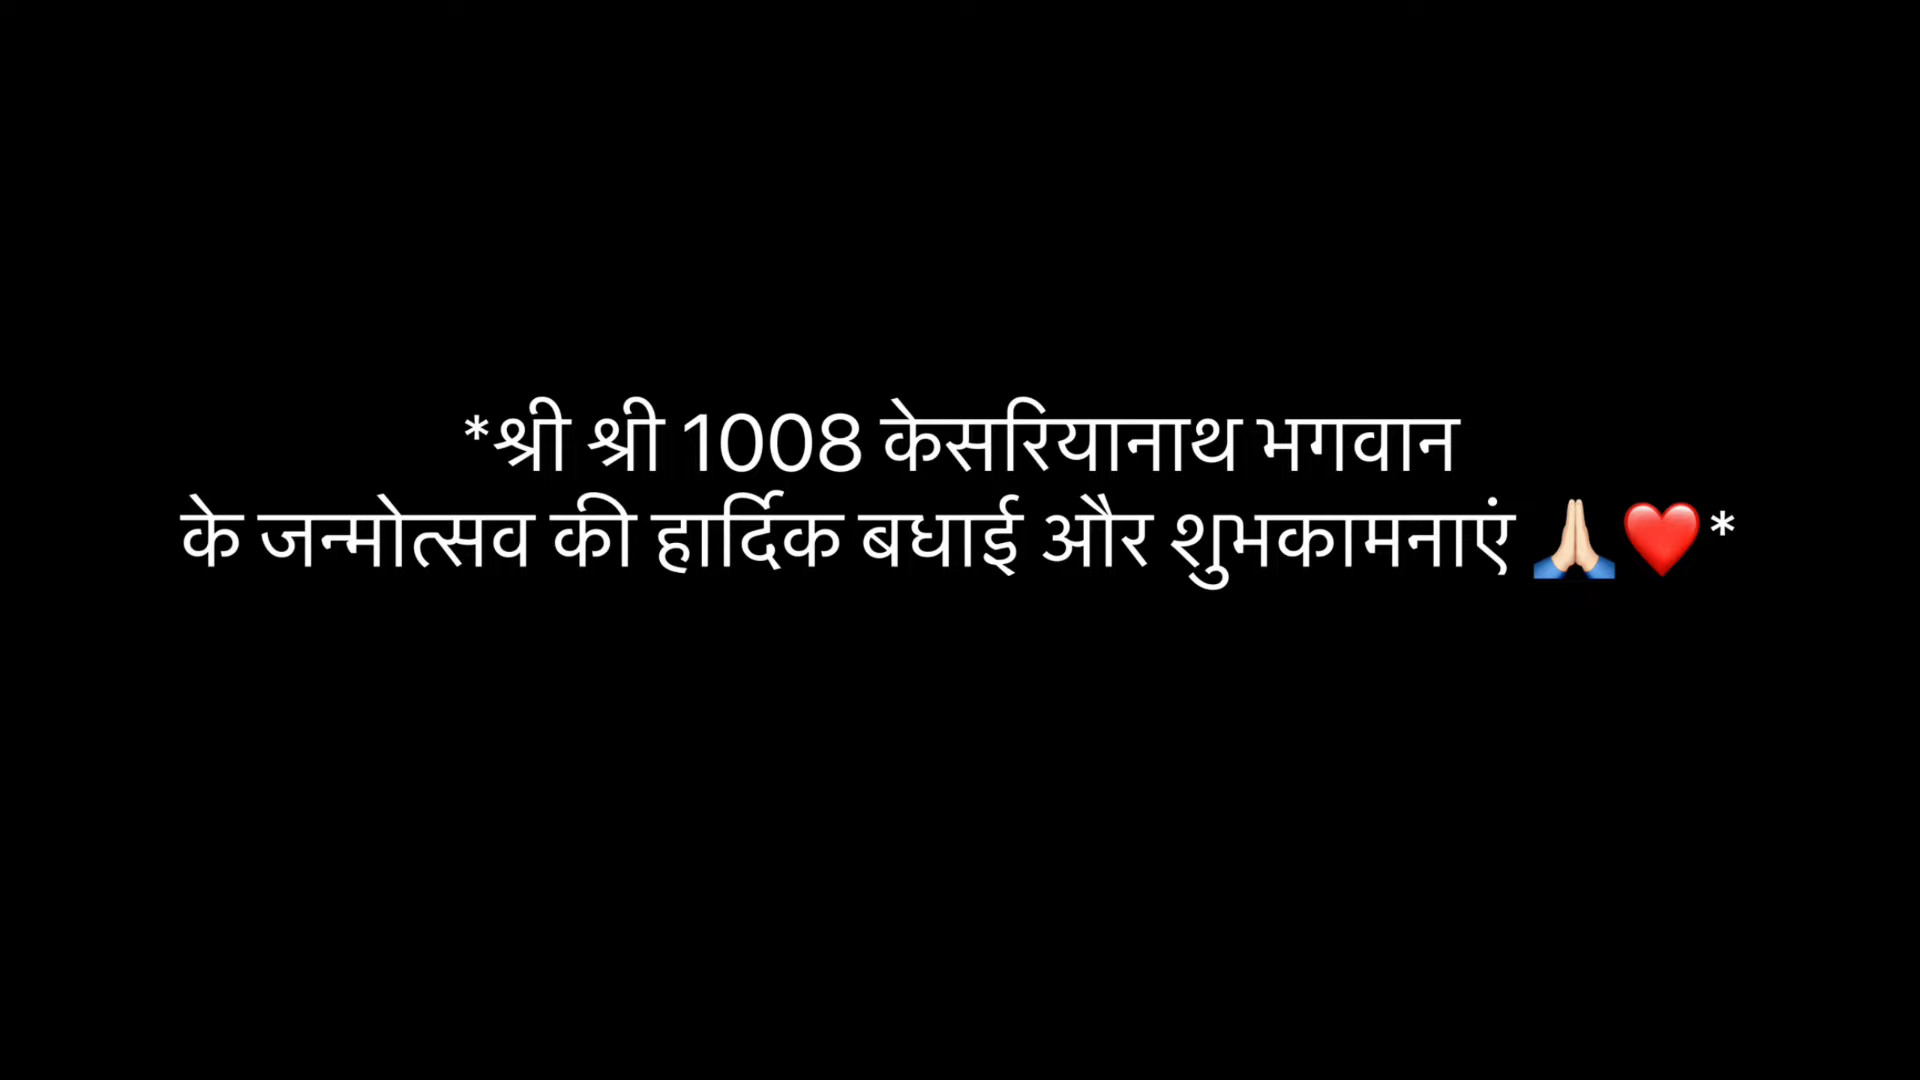 *श्री श्री 1008 केसरियानाथ भगवान
के जन्मोत्सव की हार्दिक बधाई और शुभकामनाएं 🙏🏻❤️*